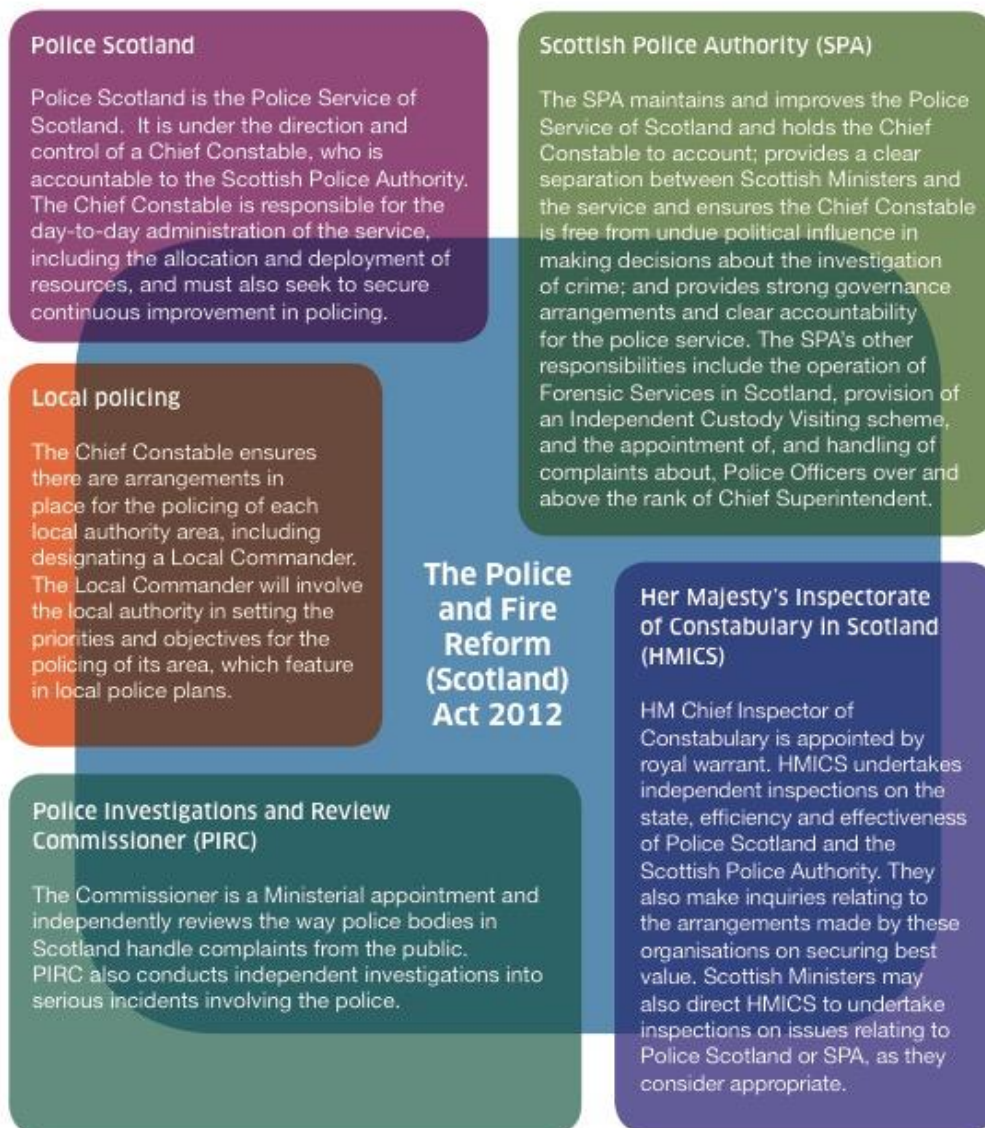 Police Scotland
Police Scotland is the Police Service of
Scotland.  It is under the direction and
control of a Chief Constable, who is
accountable to the Scottish Police Authority.
The Chief Constable is responsible for the
day-to-day administration of the service,
including the allocation and deployment of
resources, and must also seek to secure
continuous improvement in policing.
Scottish Police Authority (SPA)
The SPA maintains and improves the Police
Service of Scotland and holds the Chief
Constable to account; provides a clear
separation between Scottish Ministers and
the service and ensures the Chief Constable
is free from undue political influence in
making decisions about the investigation
of crime; and provides strong governance
arrangements and clear accountability
for the police service. The SPA's other
responsibilities include the operation of
Forensic Services in Scotland, provision of
an Independent Custody Visiting scheme,
and the appointment of, and handling of
complaints about, Police Officers over and
above the rank of Chief Superintendent.
Local policing
The Chief Constable ensures
there are arrangements in
place for the policing of each
local authority area, including
designating a Local Commander.
The Local Commander will involve
the local authority in setting the
priorities and objectives for the
policing of its area, which feature
in local police plans.
The Police
and Fire
Reform
(Scotland)
Act 2012
Her Majesty's Inspectorate
of Constabulary in Scotland
(HMICS)
HM Chief Inspector of
Constabulary is appointed by
royal warrant. HMICS undertakes
independent inspections on the
state, efficiency and effectiveness
of Police Scotland and the
Scottish Police Authority. They
also make inquiries relating to
the arrangements made by these
organisations on securing best
value. Scottish Ministers may
also direct HMICS to undertake
inspections on issues relating to
Police Scotland or SPA, as they
consider appropriate.
Police Investigations and Review
Commissioner (PIRC)
The Commissioner is a Ministerial appointment and
independently reviews the way police bodies in
Scotland handle complaints from the public.
PIRC also conducts independent investigations into
serious incidents involving the police.